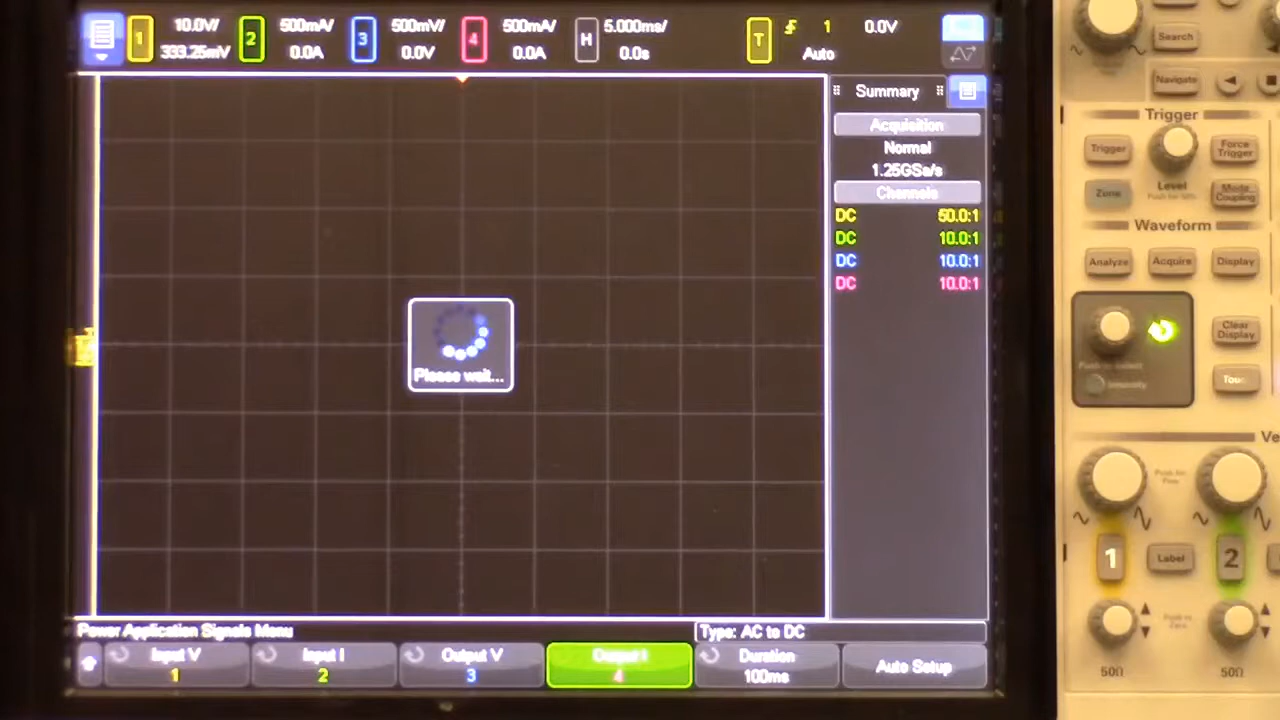 1 10.0V/ 333.25mV
2 500mA/ 0.0A
3 500mV/ 0.0V
4 500mA/ 0.0A
H 5.000ms/ 0.0s
T 1 0.0V
Auto
Summary
Acquisition
Normal
1.25GSa/s
Channels
DC 50.0:1
DC 10.0:1
DC 10.0:1
DC 10.0:1
Please wait...
Power Application Signals Menu
Type: AC to DC
Input V
1
Input I
2
Output V
3
Output I
4
Duration
100ms
Auto Setup
Search
Navigate
Trigger
Trigger
Force
Trigger
Level
Zone
Mode
Coupling
Waveform
Analyze
Acquire
Display
Clear
Display
Push to Select
Intensity
1
Label
2
50Ω
50Ω